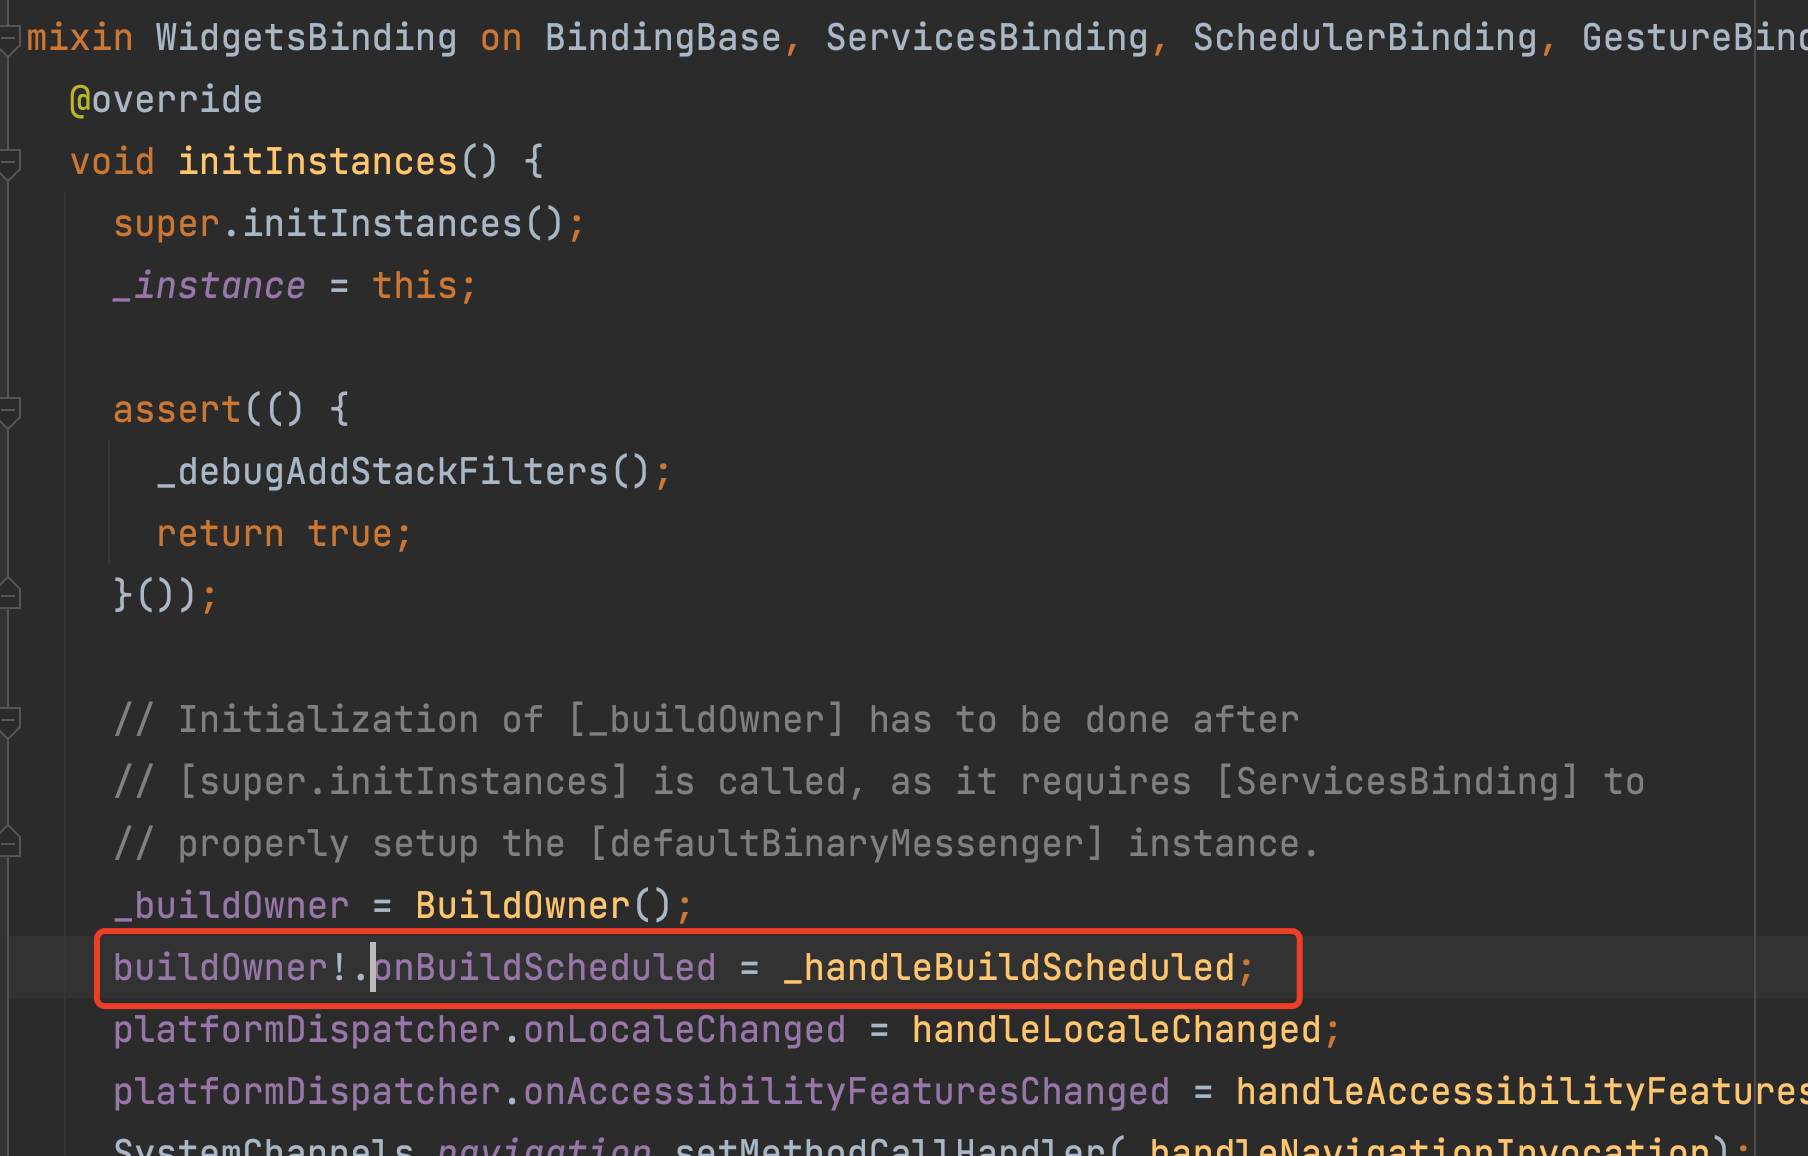 mixin WidgetsBinding on BindingBase, ServicesBinding, SchedulerBinding,
@override
void initInstances() {
super.initInstances();
_instance = this;
assert(() {
_debugAddStackFilters();
return true;
}());
// Initialization of [_buildOwner] has to be done after
// [super.initInstances] is called, as it requires [ServicesBinding] to
// properly setup the [defaultBinaryMessenger] instance.
_buildOwner = BuildOwner();
buildOwner!.onBuildScheduled = _handleBuildScheduled;
platformDispatcher.onLocaleChanged = handleLocaleChanged;
platformDispatcher.onAccessibilityFeaturesChanged = handleAccessibilityFeatures
SystemChannels.navigation.setMethodCallHandler(_handleNavigationInvocation);